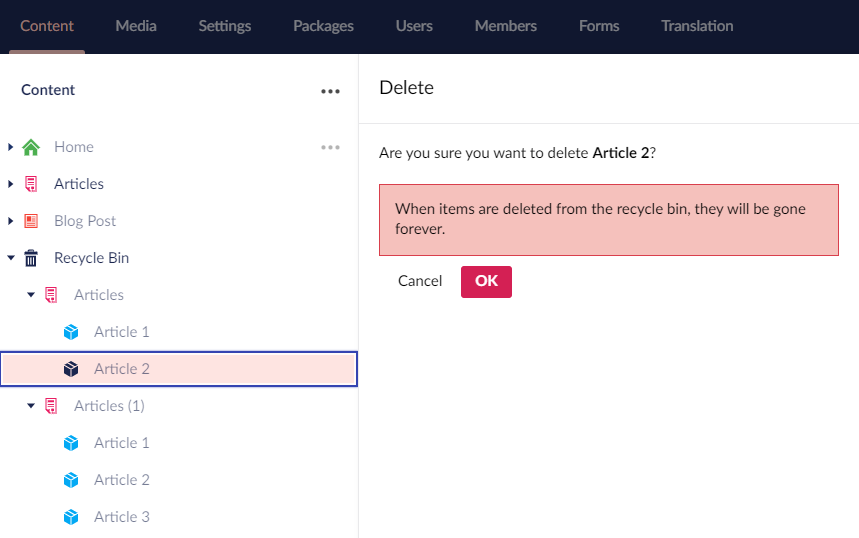 Content Media Settings Packages Users Members Forms Translation
Content
Home
Articles
Blog Post
Recycle Bin
Articles
Article 1
Article 2
Articles (1)
Article 1
Article 2
Article 3
Delete
Are you sure you want to delete Article 2?
When items are deleted from the recycle bin, they will be gone
forever.
Cancel OK